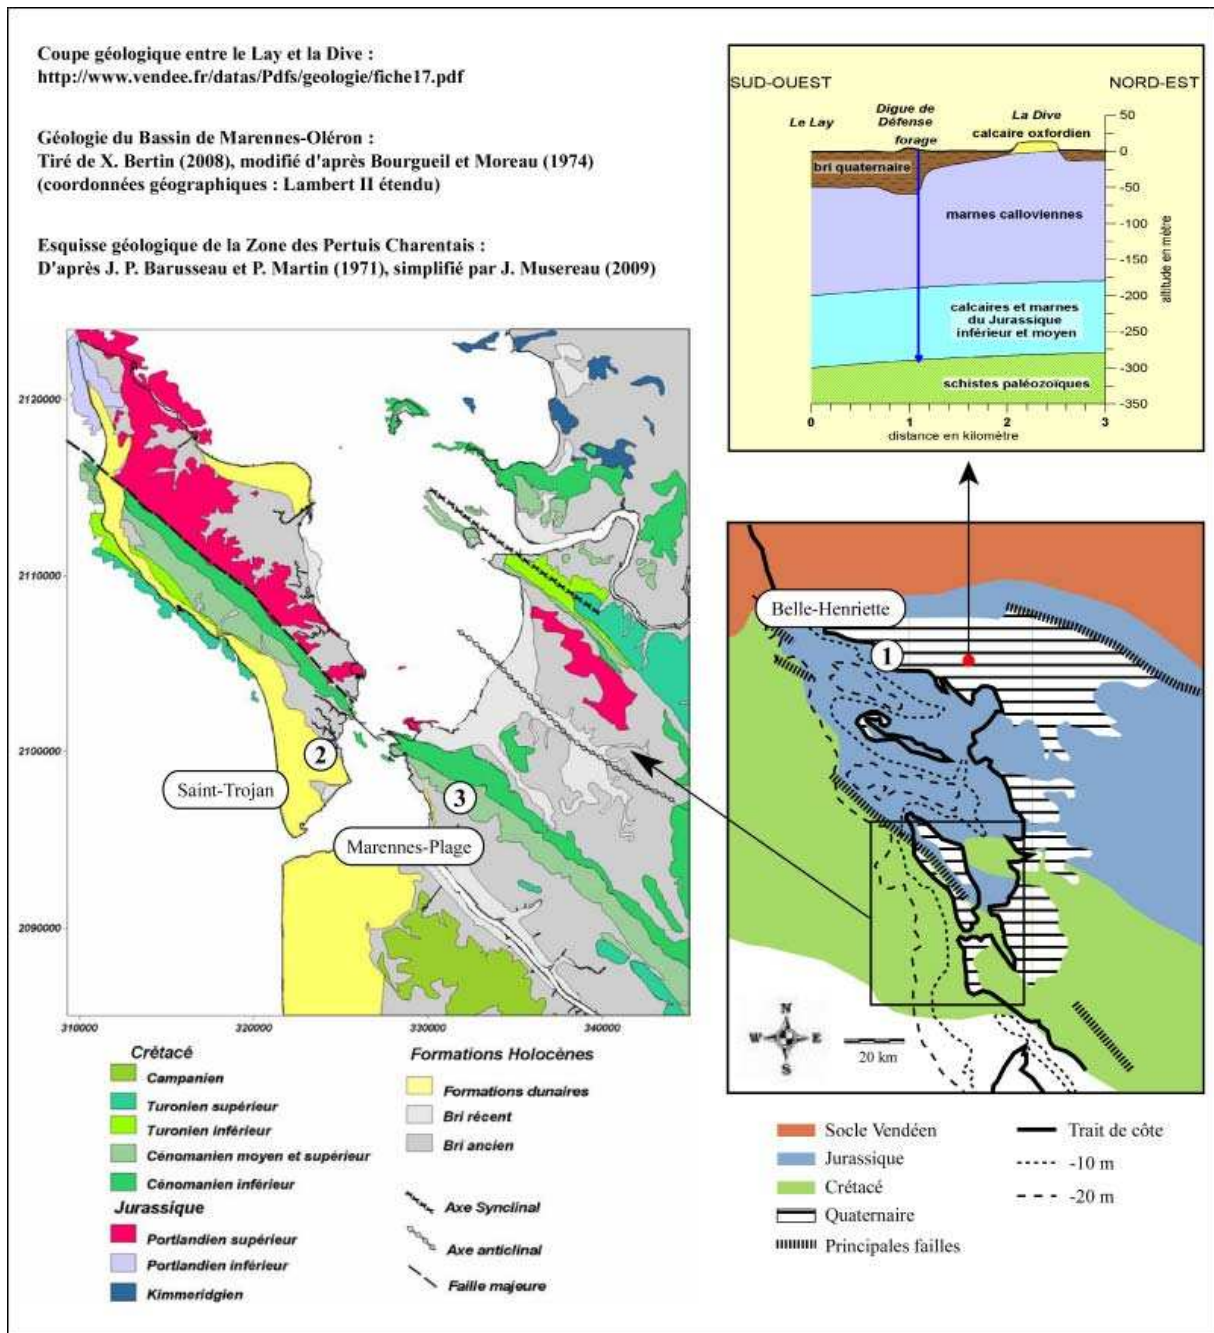 Coupe géologique entre le Lay et la Dive :
http://www.vendee.fr/datas/Pdfs/geologie/fiche17.pdf
Géologie du Bassin de Marennes-Oléron :
Tiré de X. Bertin (2008), modifié d'après Bourgueil et Moreau (1974)
(coordonnées géographiques : Lambert II étendu)
Esquisse géologique de la Zone des Pertuis Charentais :
D'après J. P. Barusseau et P. Martin (1971), simplifié par J. Musereau (2009)
SUD-OUEST
NORD-EST
Le Lay
Digue de
Défense
forage
La Dive
calcaire oxfordien
bri quaternaire
marnes calloviennes
calcaires et marnes
du Jurassique
inférieur et moyen
schistes paléozoïques
50
0
-50
-100
-150
-200
-250
-300
-350
altitude en mètre
0
1
2
3
distance en kilomètre
2120000
2110000
2100000
2090000
310000
320000
330000
340000
2
Saint-Trojan
3
Marennes-Plage
Belle-Henriette
1
N
W
E
S
20 km
Crétacé
Campanien
Turonien supérieur
Turonien inférieur
Cénomanien moyen et supérieur
Cénomanien inférieur
Jurassique
Portlandien supérieur
Portlandien inférieur
Kimmeridgien
Formations Holocènes
Formations dunaires
Bri récent
Bri ancien
Axe Synclinal
Axe anticlinal
Faille majeure
Socle Vendéen
Jurassique
Crétacé
Quaternaire
Principales failles
Trait de côte
-10 m
-20 m